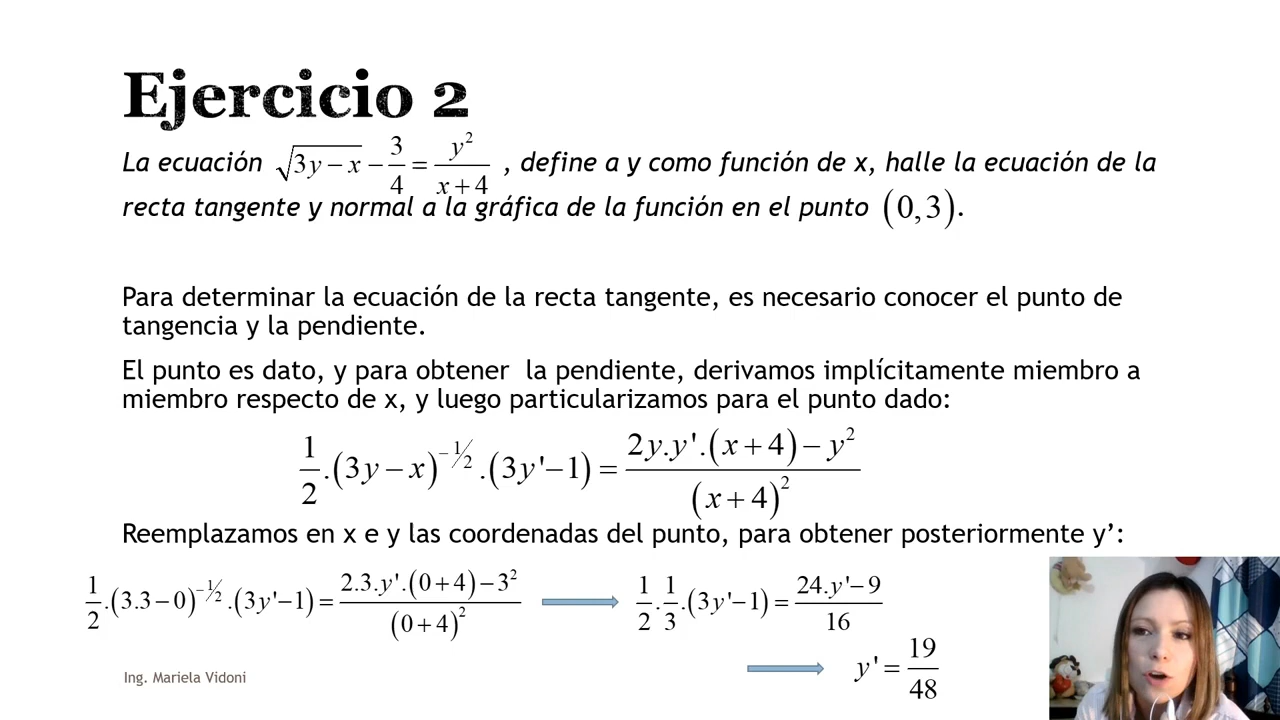 Ejercicio 2
La ecuación √(3y − x) − 3/4 = y²/(x + 4) , define a y como función de x, halle la ecuación de la
recta tangente y normal a la gráfica de la función en el punto (0,3).
Para determinar la ecuación de la recta tangente, es necesario conocer el punto de
tangencia y la pendiente.
El punto es dato, y para obtener la pendiente, derivamos implícitamente miembro a
miembro respecto de x, y luego particularizamos para el punto dado:
1/2 .(3y − x)^(−1/2) .(3y'−1) = (2y.y'.(x + 4) − y²)/(x + 4)²
Reemplazamos en x e y las coordenadas del punto, para obtener posteriormente y’:
1/2 .(3.3 − 0)^(−1/2) .(3y'−1) = (2.3.y'.(0 + 4) − 3²)/(0 + 4)² 1/2 . 1/3 .(3y'−1) = (24.y'− 9)/16
y' = 19/48
Ing. Mariela Vidoni